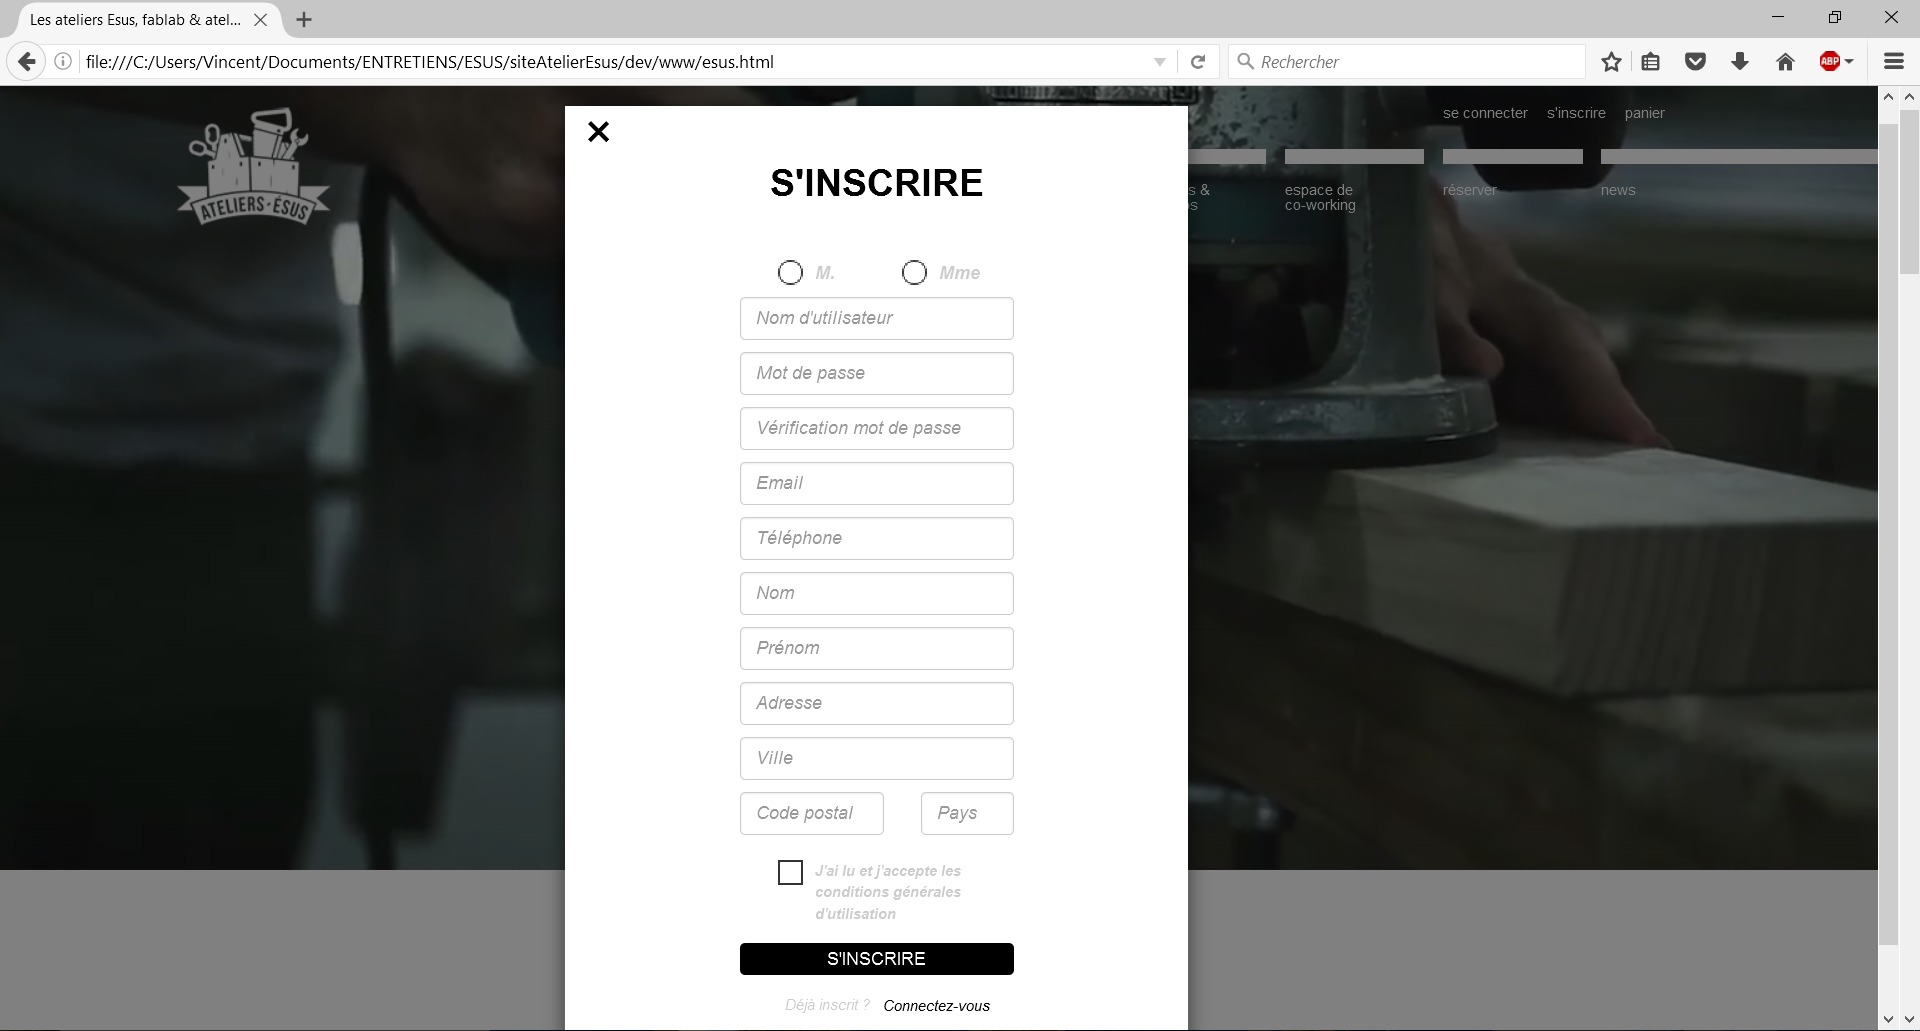 Les ateliers Esus, fablab & atel...
file:///C:/Users/Vincent/Documents/ENTRETIENS/ESUS/siteAtelierEsus/dev/www/esus.html
Rechercher
ABP
se connecter s'inscrire panier
ATELIERS·ÉSUS
S'INSCRIRE
s &
os
espace de
co-working
réserver
news
M. Mme
Nom d'utilisateur
Mot de passe
Vérification mot de passe
Email
Téléphone
Nom
Prénom
Adresse
Ville
Code postal Pays
J'ai lu et j'accepte les
conditions générales
d'utilisation
S'INSCRIRE
Déjà inscrit ? Connectez-vous